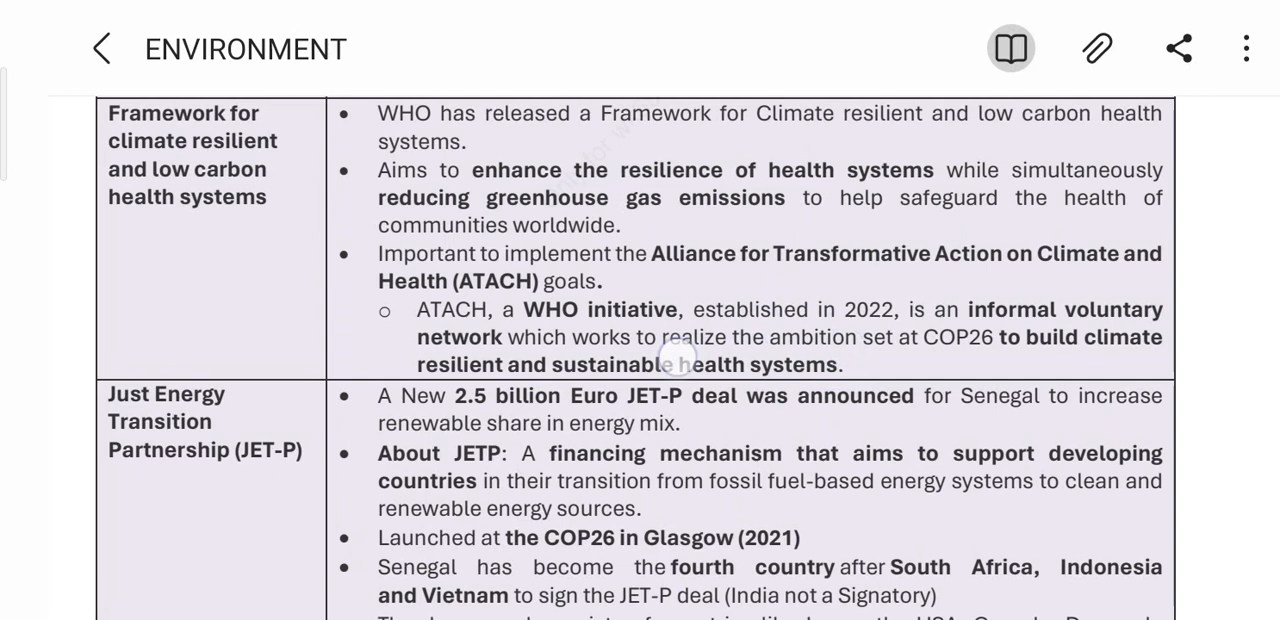 ENVIRONMENT
Framework for
climate resilient
and low carbon
health systems
• WHO has released a Framework for Climate resilient and low carbon health
systems.
• Aims to enhance the resilience of health systems while simultaneously
reducing greenhouse gas emissions to help safeguard the health of
communities worldwide.
• Important to implement the Alliance for Transformative Action on Climate and
Health (ATACH) goals.
o ATACH, a WHO initiative, established in 2022, is an informal voluntary
network which works to realize the ambition set at COP26 to build climate
resilient and sustainable health systems.
Just Energy
Transition
Partnership (JET-P)
• A New 2.5 billion Euro JET-P deal was announced for Senegal to increase
renewable share in energy mix.
• About JETP: A financing mechanism that aims to support developing
countries in their transition from fossil fuel-based energy systems to clean and
renewable energy sources.
• Launched at the COP26 in Glasgow (2021)
• Senegal has become the fourth country after South Africa, Indonesia
and Vietnam to sign the JET-P deal (India not a Signatory)